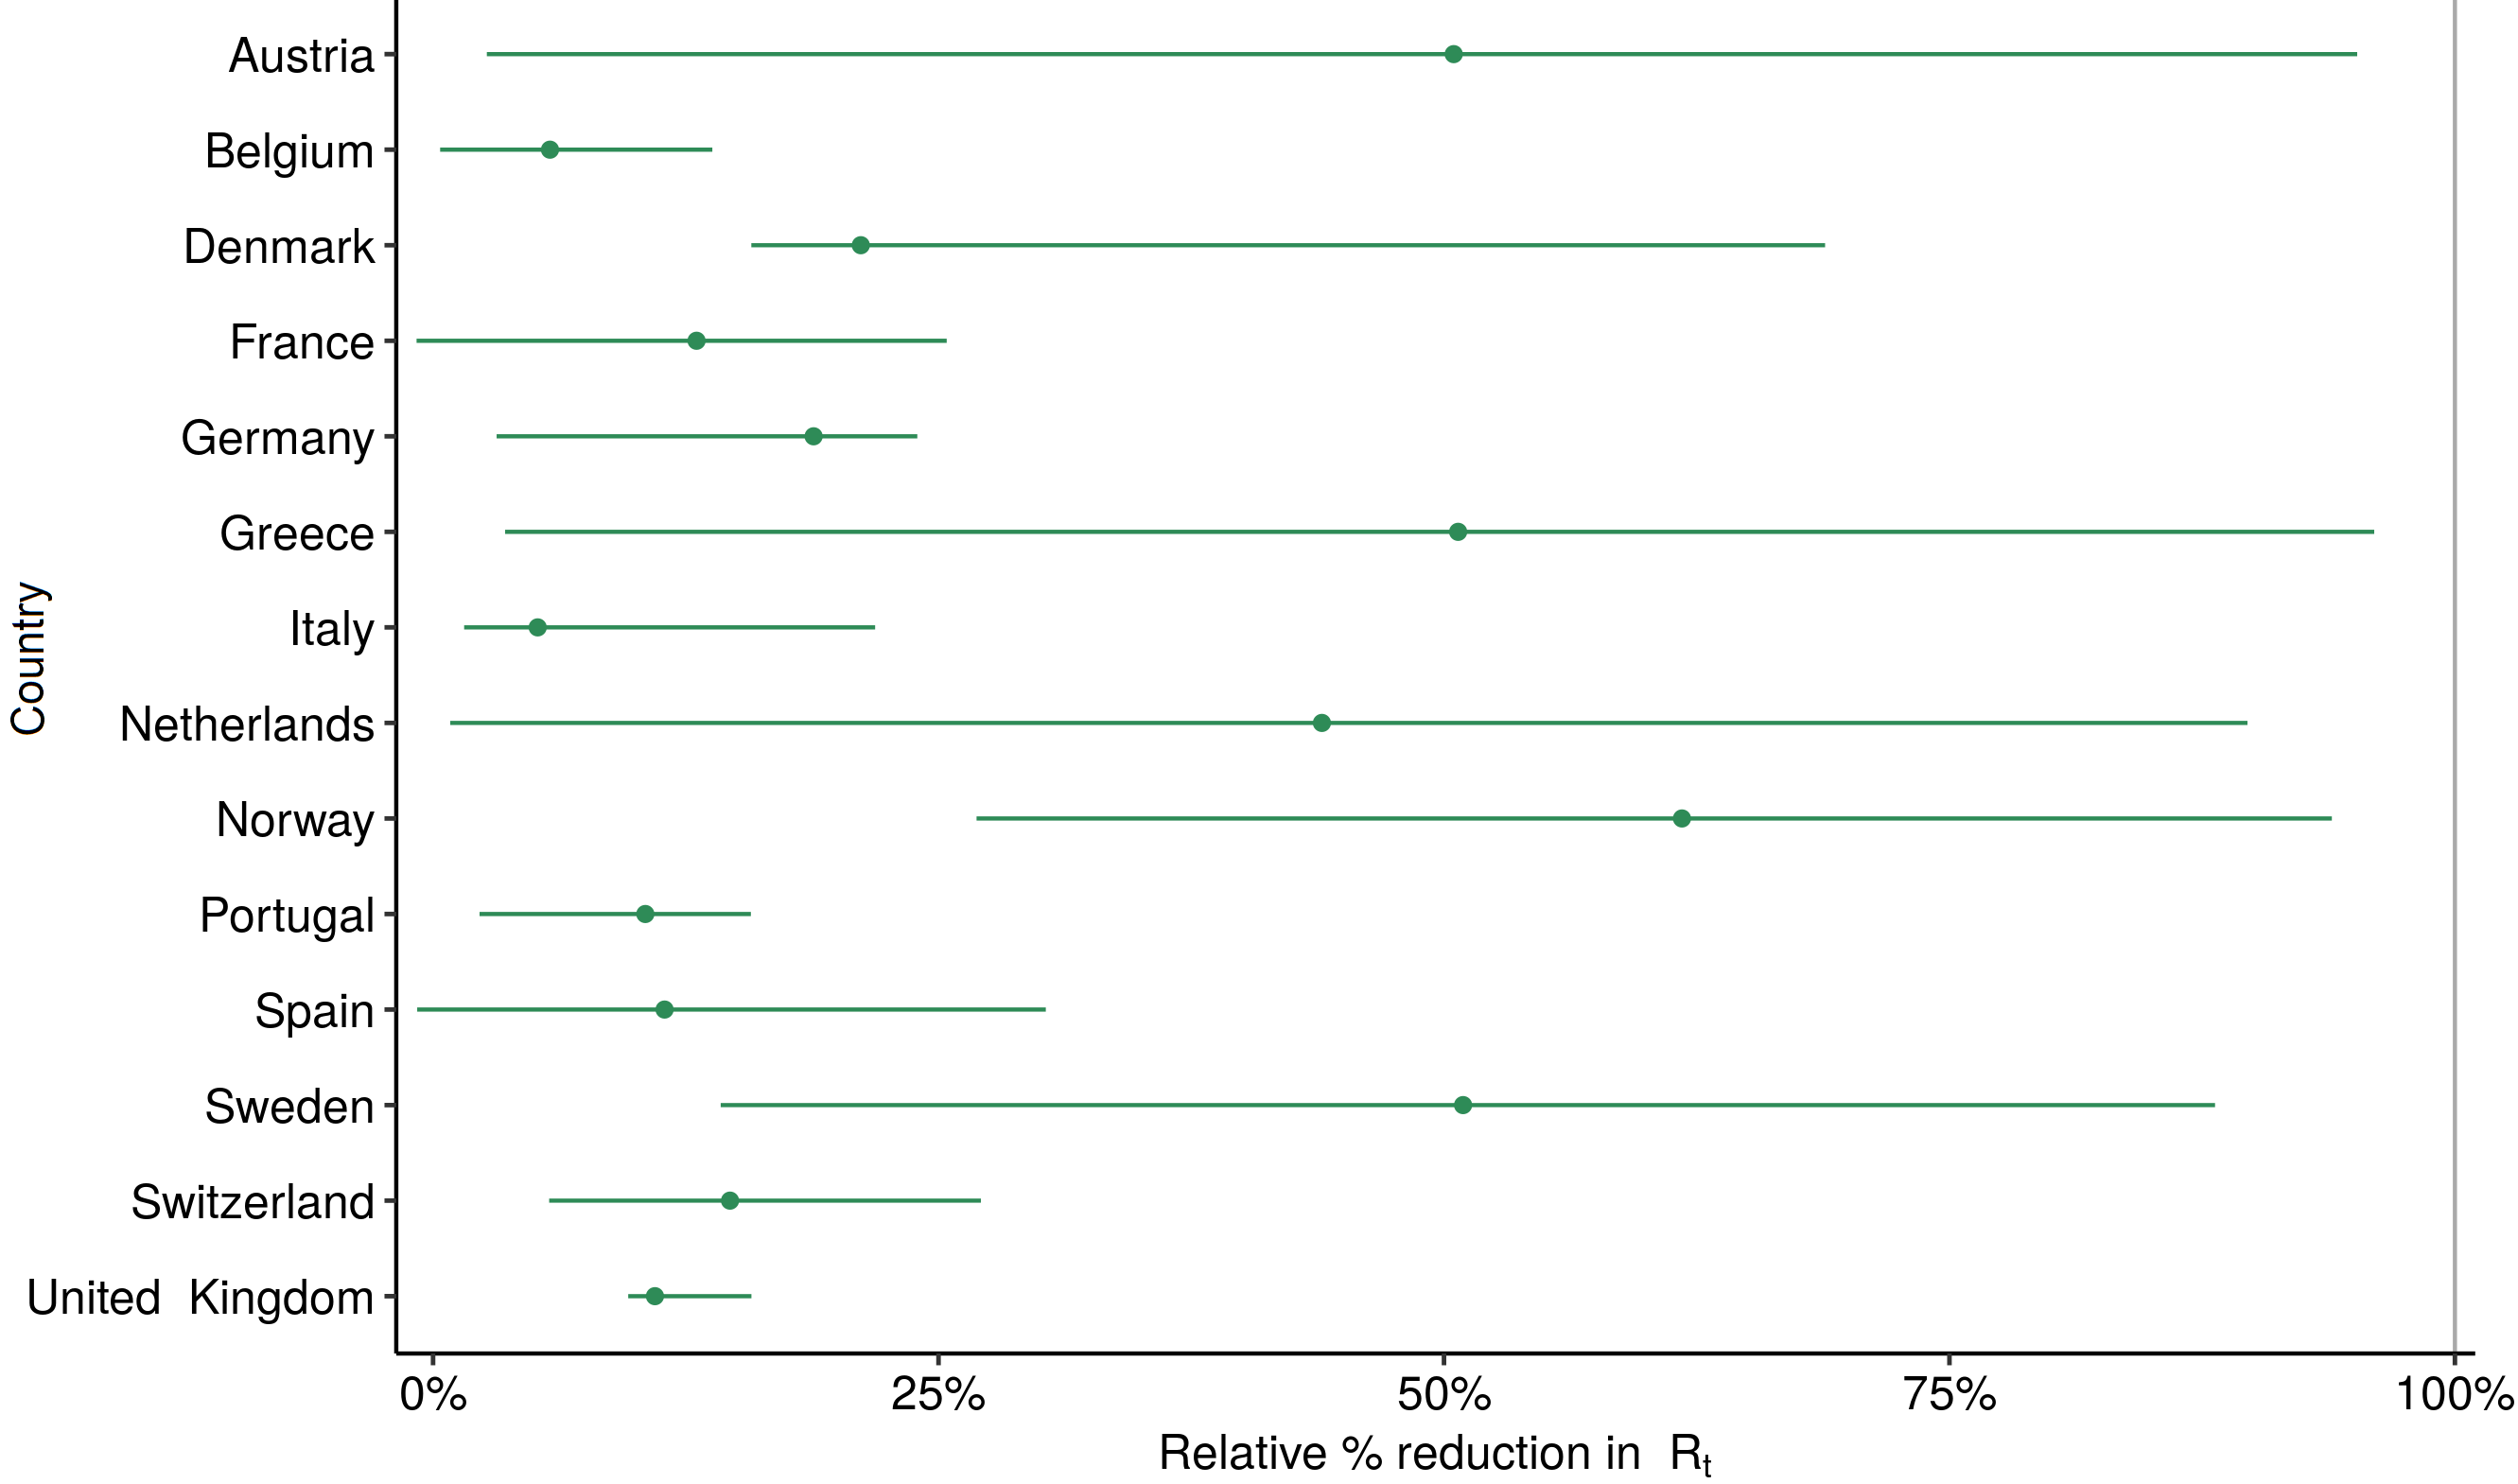 Austria
Belgium
Denmark
France
Germany
Greece
Italy
Netherlands
Norway
Portugal
Spain
Sweden
Switzerland
United Kingdom
Country
0% 25% 50% 75% 100%
Relative % reduction in Rt